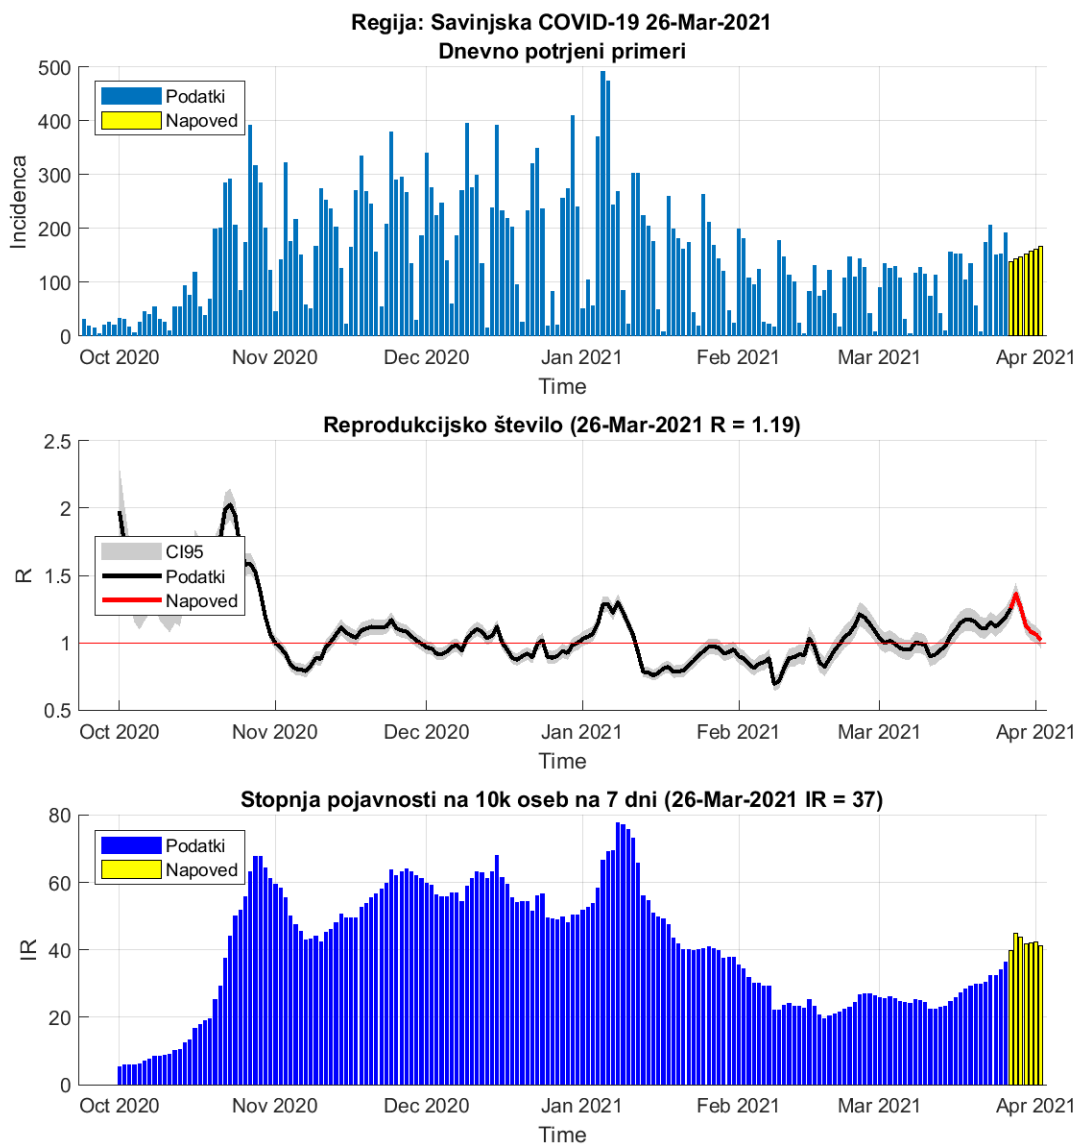 Regija: Savinjska COVID-19 26-Mar-2021
Dnevno potrjeni primeri
500
400
300
200
100
0
Incidenca
Podatki
Napoved
Oct 2020 Nov 2020 Dec 2020 Jan 2021 Feb 2021 Mar 2021 Apr 2021
Time
Reprodukcijsko število (26-Mar-2021 R = 1.19)
2.5
2
1.5
1
0.5
R
CI95
Podatki
Napoved
Oct 2020 Nov 2020 Dec 2020 Jan 2021 Feb 2021 Mar 2021 Apr 2021
Time
Stopnja pojavnosti na 10k oseb na 7 dni (26-Mar-2021 IR = 37)
80
60
40
20
0
IR
Podatki
Napoved
Oct 2020 Nov 2020 Dec 2020 Jan 2021 Feb 2021 Mar 2021 Apr 2021
Time